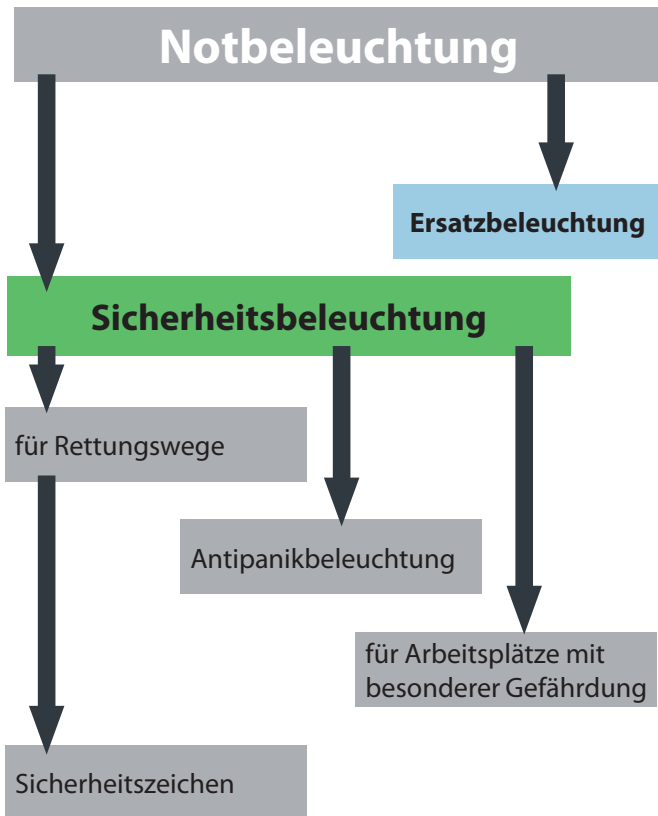 Notbeleuchtung
Ersatzbeleuchtung
Sicherheitsbeleuchtung
für Rettungswege
Antipanikbeleuchtung
für Arbeitsplätze mit
besonderer Gefährdung
Sicherheitszeichen